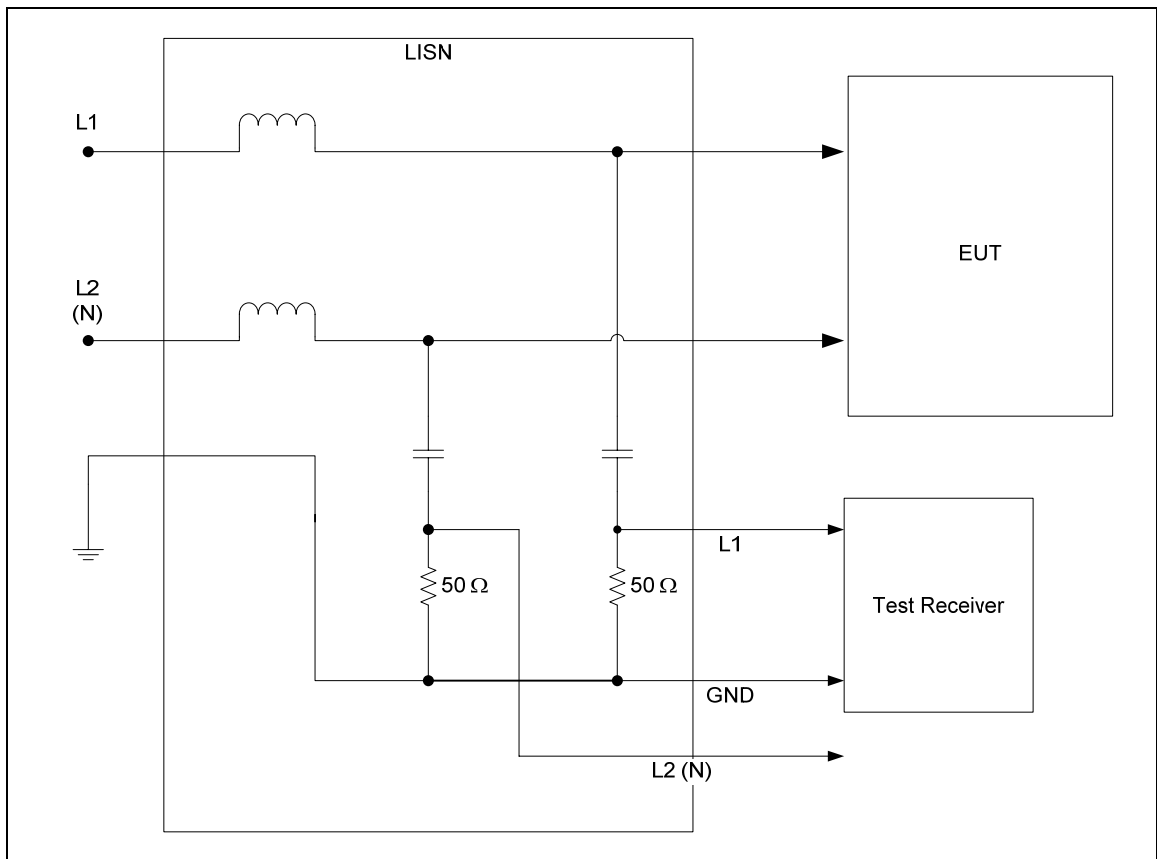 LISN
L1
EUT
L2
(N)
L1
50 Ω
50 Ω
Test Receiver
GND
L2 (N)